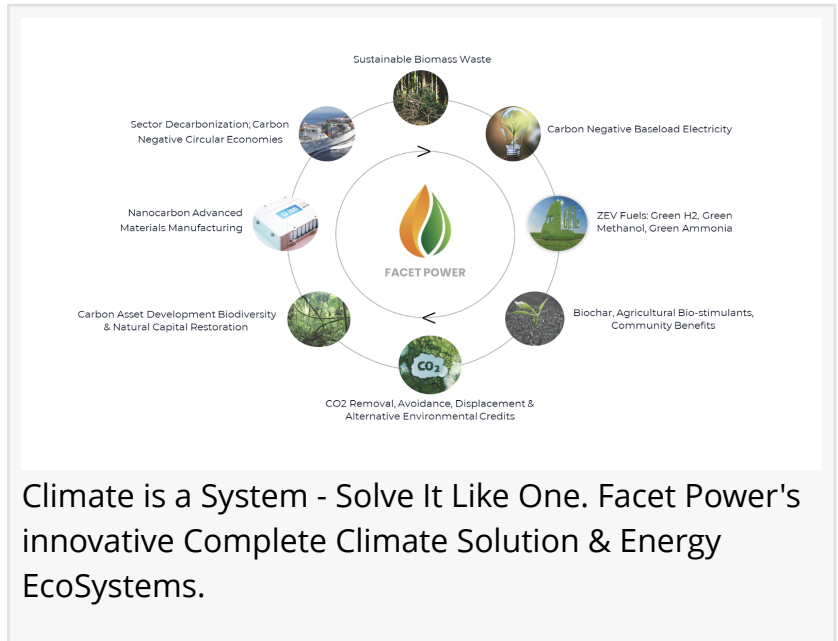 Sustainable Biomass Waste
Carbon Negative Baseload Electricity
ZEV Fuels: Green H2, Green
Methanol, Green Ammonia
Biochar, Agricultural Bio-stimulants,
Community Benefits
CO₂
CO2 Removal, Avoidance, Displacement &
Alternative Environmental Credits
Carbon Asset Development Biodiversity
& Natural Capital Restoration
Nanocarbon Advanced
Materials Manufacturing
Sector Decarbonization; Carbon
Negative Circular Economies
FACET POWER
Climate is a System - Solve It Like One. Facet Power's
innovative Complete Climate Solution & Energy
EcoSystems.